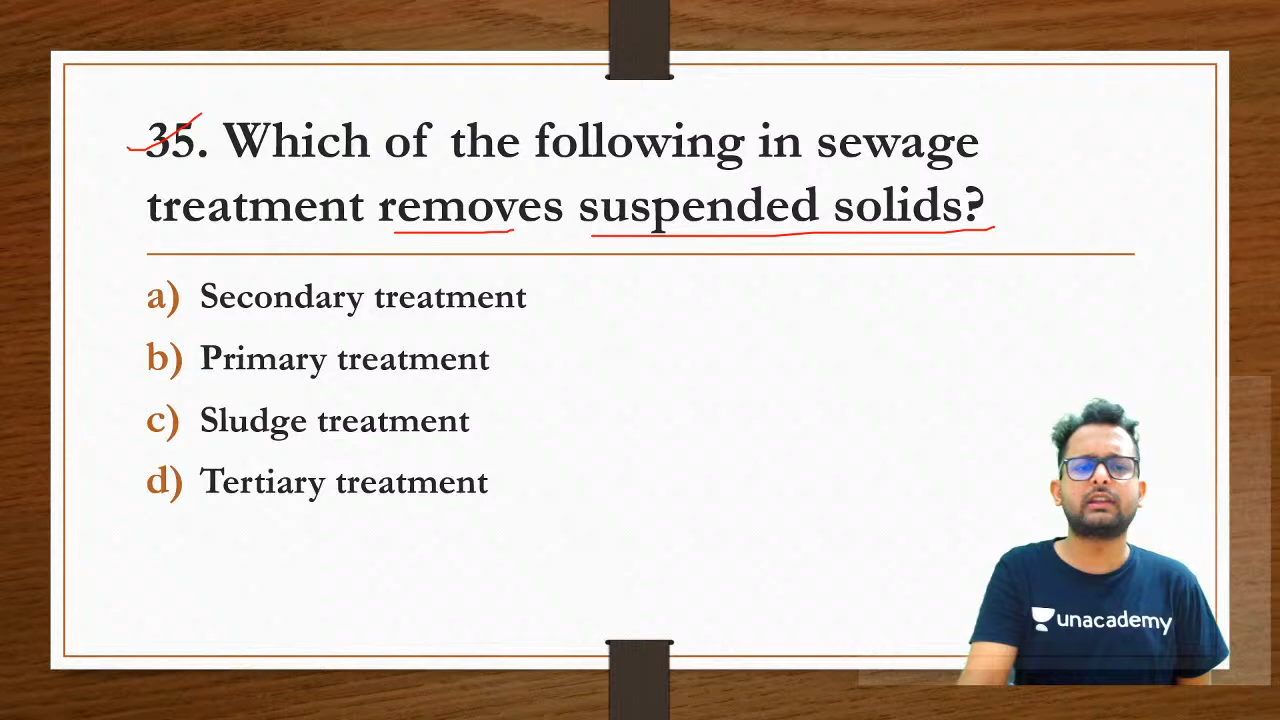 35. Which of the following in sewage
treatment removes suspended solids?
a) Secondary treatment
b) Primary treatment
c) Sludge treatment
d) Tertiary treatment
unacademy